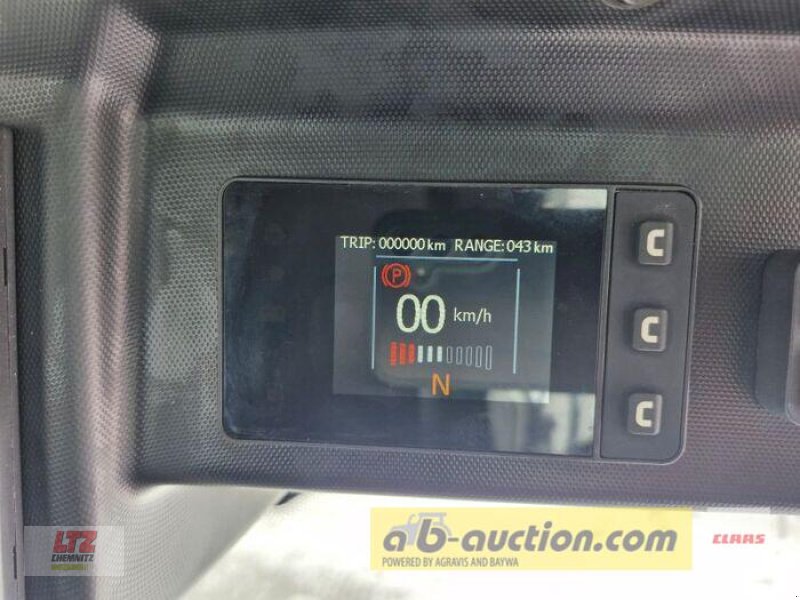 TRIP: 000000 km RANGE: 043 km
P
00 km/h
N
C
C
C
LTZ
CHEMNITZ
ab-auction.com
POWERED BY AGRAVIS AND BAYWA
CLAAS